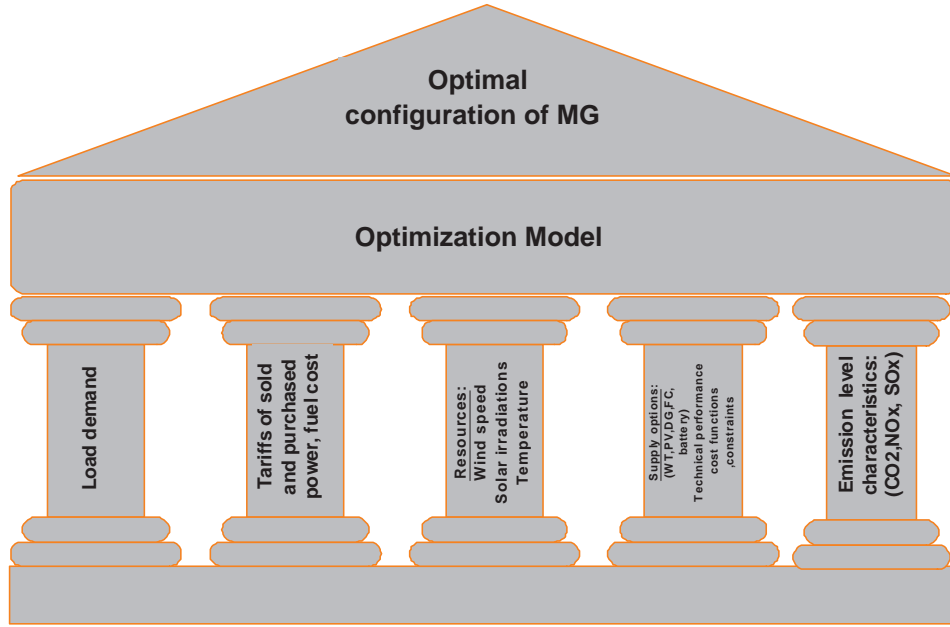 Optimal
configuration of MG
Optimization Model
Load demand
Tariffs of sold
and purchased
power, fuel cost
Resources:
Wind speed
Solar irradiations
Temperature
Supply options:
(WT,PV,DG,FC,
battery)
Technical performance
cost functions
,constraints
Emission level
characteristics:
(CO2,NOx, SOx)